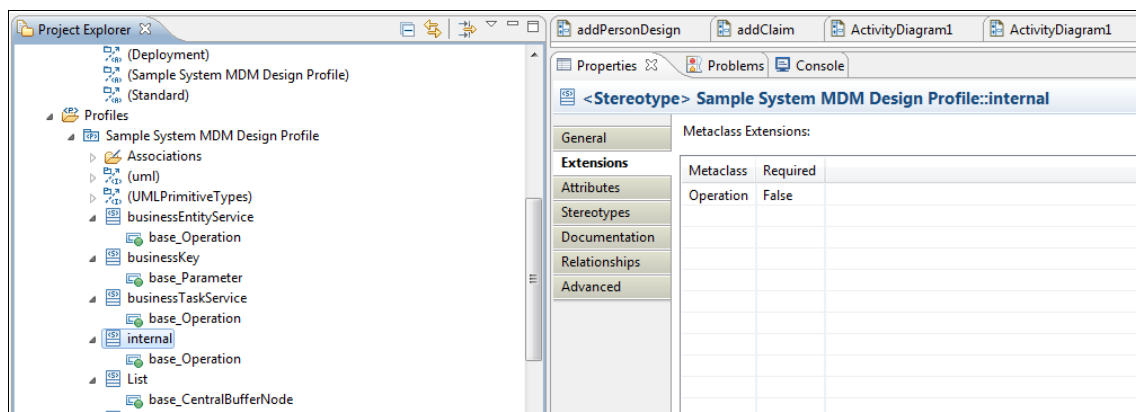 Project Explorer
(Deployment)
(Sample System MDM Design Profile)
(Standard)
Profiles
Sample System MDM Design Profile
Associations
(uml)
(UMLPrimitiveTypes)
businessEntityService
base_Operation
businessKey
base_Parameter
businessTaskService
base_Operation
internal
base_Operation
List
base_CentralBufferNode
addPersonDesign addClaim ActivityDiagram1 ActivityDiagram1
Properties Problems Console
<Stereotype> Sample System MDM Design Profile::internal
General
Extensions
Attributes
Stereotypes
Documentation
Relationships
Advanced
Metaclass Extensions:
Metaclass Required
Operation False